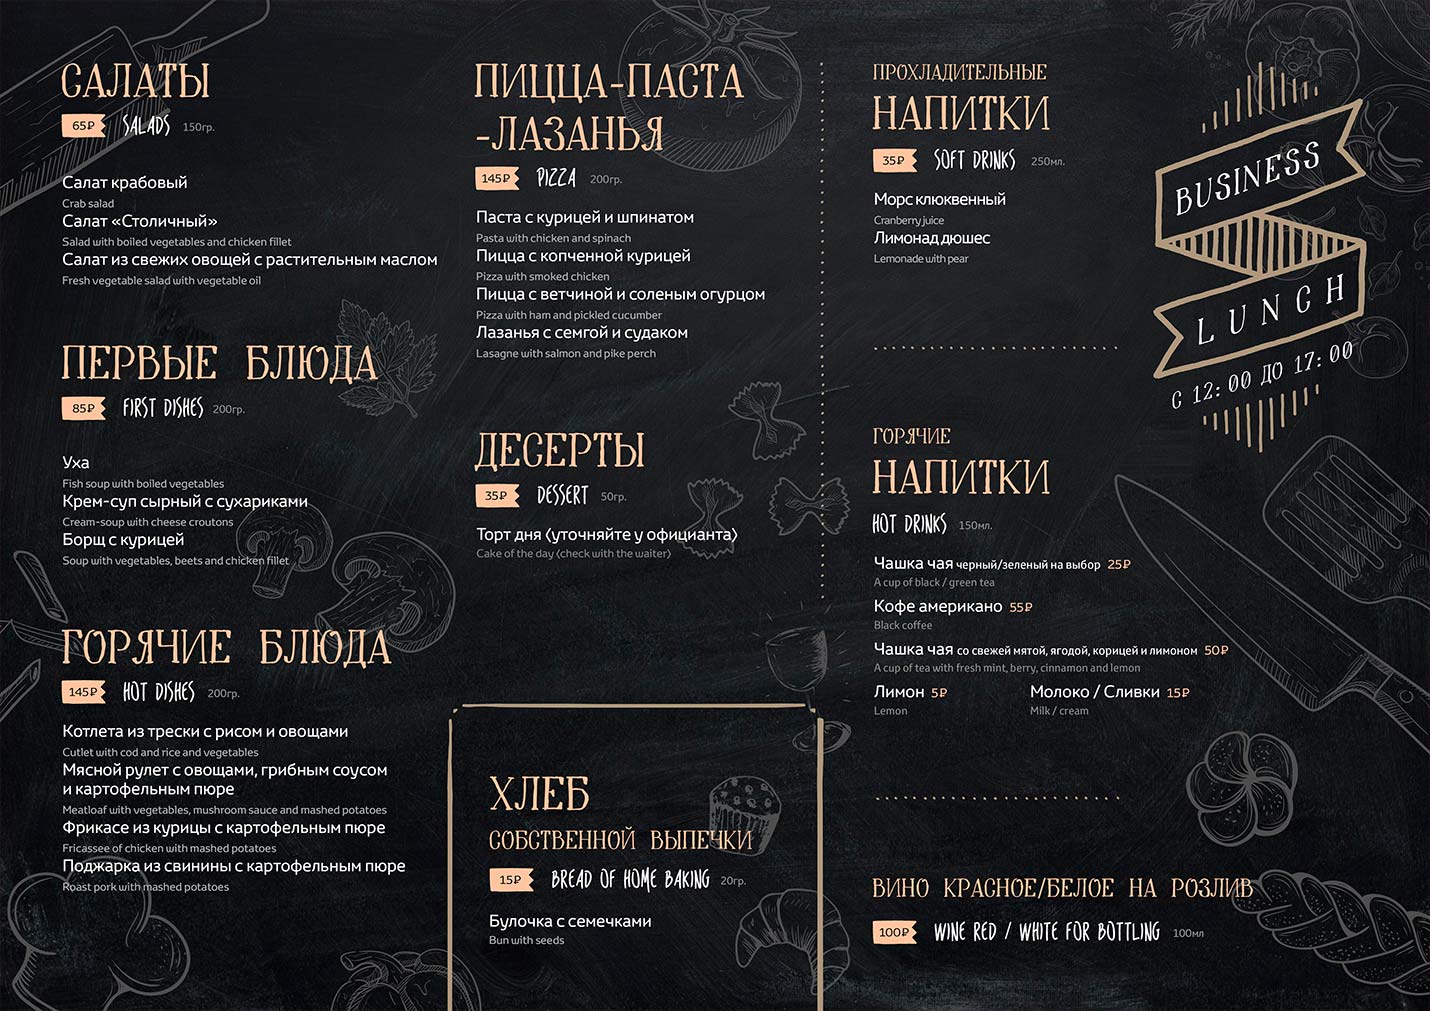 САЛАТЫ
65₽ SALADS 150гр.
Салат крабовый
Crab salad
Салат «Столичный»
Salad with boiled vegetables and chicken fillet
Салат из свежих овощей с растительным маслом
Fresh vegetable salad with vegetable oil
ПЕРВЫЕ БЛЮДА
85₽ FIRST DISHES 200гр.
Уха
Fish soup with boiled vegetables
Крем-суп сырный с сухариками
Cream-soup with cheese croutons
Борщ с курицей
Soup with vegetables, beets and chicken fillet
ГОРЯЧИЕ БЛЮДА
145₽ HOT DISHES 200гр.
Котлета из трески с рисом и овощами
Cutlet with cod and rice and vegetables
Мясной рулет с овощами, грибным соусом
и картофельным пюре
Meatloaf with vegetables, mushroom sauce and mashed potatoes
Фрикасе из курицы с картофельным пюре
Fricassee of chicken with mashed potatoes
Поджарка из свинины с картофельным пюре
Roast pork with mashed potatoes
ПИЦЦА-ПАСТА
-ЛАЗАНЬЯ
145₽ PIZZA 200гр.
Паста с курицей и шпинатом
Pasta with chicken and spinach
Пицца с копченной курицей
Pizza with smoked chicken
Пицца с ветчиной и соленым огурцом
Pizza with ham and pickled cucumber
Лазанья с семгой и судаком
Lasagne with salmon and pike perch
ДЕСЕРТЫ
35₽ DESSERT 50гр.
Торт дня (уточняйте у официанта)
Cake of the day (check with the waiter)
ХЛЕБ
СОБСТВЕННОЙ ВЫПЕЧКИ
15₽ BREAD OF HOME BAKING 20гр.
Булочка с семечками
Bun with seeds
ПРОХЛАДИТЕЛЬНЫЕ
НАПИТКИ
35₽ SOFT DRINKS 250мл.
Морс клюквенный
Cranberry juice
Лимонад дюшес
Lemonade with pear
ГОРЯЧИЕ
НАПИТКИ
HOT DRINKS 150мл.
Чашка чая черный/зеленый на выбор 25₽
A cup of black / green tea
Кофе американо 55₽
Black coffee
Чашка чая со свежей мятой, ягодой, корицей и лимоном 50₽
A cup of tea with fresh mint, berry, cinnamon and lemon
Лимон 5₽ Молоко / Сливки 15₽
Lemon Milk / cream
ВИНО КРАСНОЕ/БЕЛОЕ НА РОЗЛИВ
100₽ WINE RED / WHITE FOR BOTTLING 100мл
BUSINESS
LUNCH
С 12:00 ДО 17:00